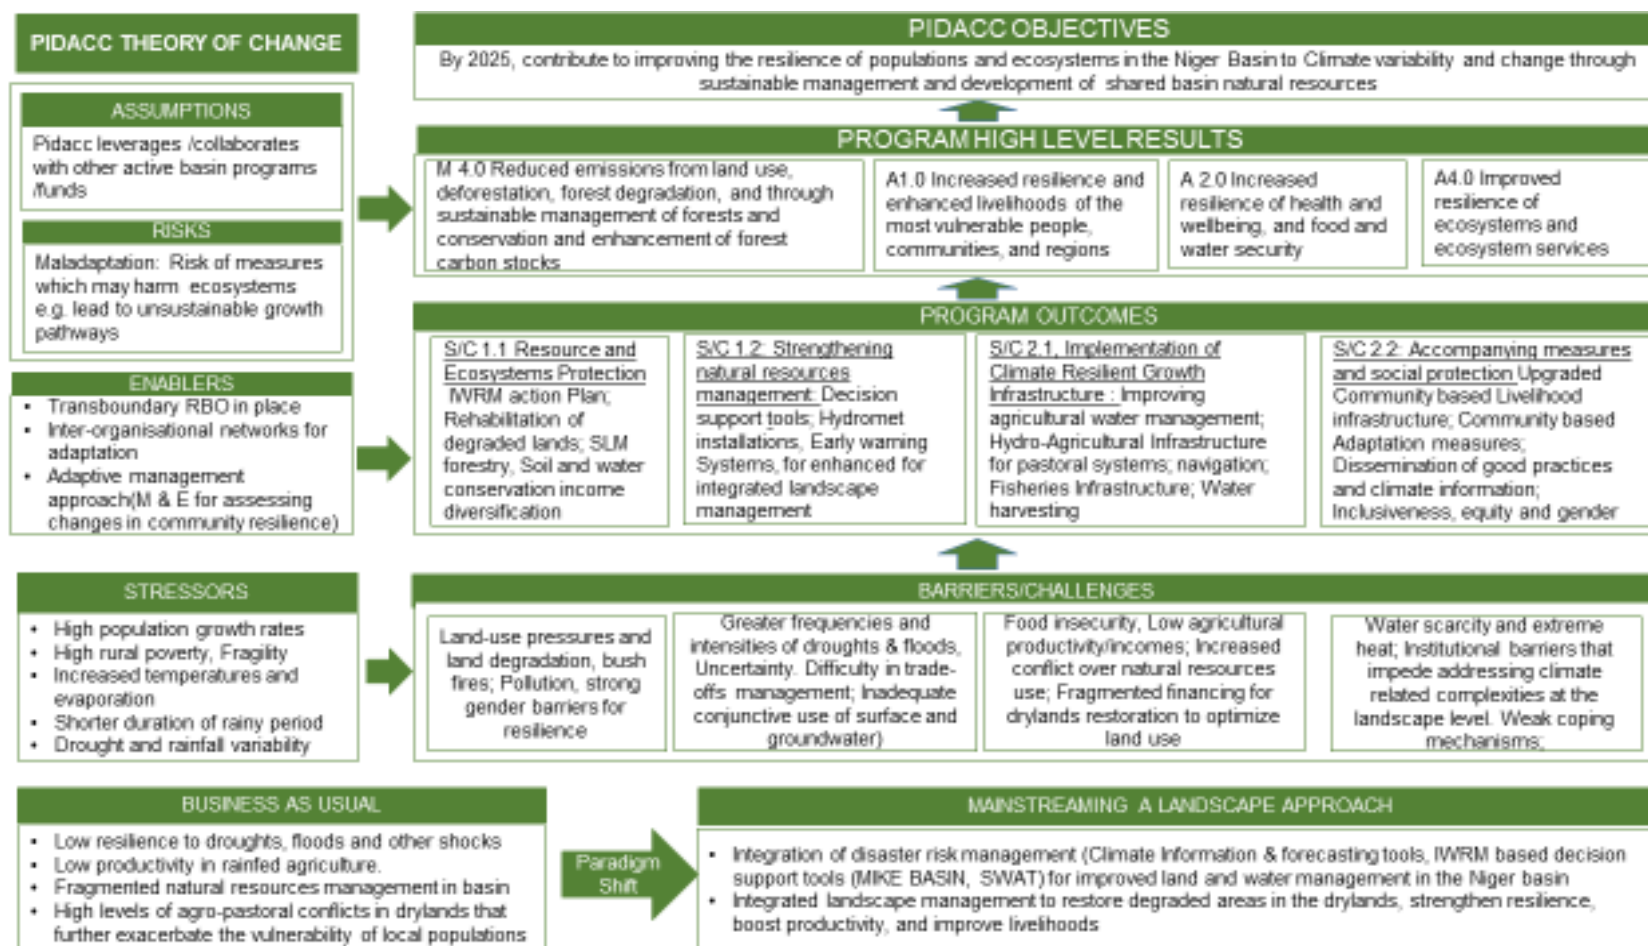 PIDACC THEORY OF CHANGE
ASSUMPTIONS
Pidacc leverages /collaborates
with other active basin programs
/funds
RISKS
Maladaptation: Risk of measures
which may harm ecosystems
e.g. lead to unsustainable growth
pathways
ENABLERS
• Transboundary RBO in place
• Inter-organisational networks for
adaptation
• Adaptive management
approach(M & E for assessing
changes in community resilience)
PIDACC OBJECTIVES
By 2025, contribute to improving the resilience of populations and ecosystems in the Niger Basin to Climate variability and change through
sustainable management and development of shared basin natural resources
PROGRAM HIGH LEVEL RESULTS
M 4.0 Reduced emissions from land use,
deforestation, forest degradation, and through
sustainable management of forests and
conservation and enhancement of forest
carbon stocks
A1.0 Increased resilience and
enhanced livelihoods of the
most vulnerable people,
communities, and regions
A 2.0 Increased
resilience of health and
wellbeing, and food and
water security
A4.0 Improved
resilience of
ecosystems and
ecosystem services
PROGRAM OUTCOMES
S/C 1.1 Resource and
Ecosystems Protection
IWRM action Plan;
Rehabilitation of
degraded lands; SLM
forestry, Soil and water
conservation income
diversification
S/C 1.2: Strengthening
natural resources
management: Decision
support tools; Hydromet
installations, Early warning
Systems, for enhanced for
integrated landscape
management
S/C 2.1, Implementation of
Climate Resilient Growth
Infrastructure : Improving
agricultural water management;
Hydro-Agricultural Infrastructure
for pastoral systems; navigation;
Fisheries Infrastructure; Water
harvesting
S/C 2.2: Accompanying measures
and social protection Upgraded
Community based Livelihood
infrastructure; Community based
Adaptation measures;
Dissemination of good practices
and climate information;
Inclusiveness, equity and gender
STRESSORS
• High population growth rates
• High rural poverty, Fragility
• Increased temperatures and
evaporation
• Shorter duration of rainy period
• Drought and rainfall variability
BARRIERS/CHALLENGES
Land-use pressures and
land degradation, bush
fires; Pollution, strong
gender barriers for
resilience
Greater frequencies and
intensities of droughts & floods,
Uncertainty. Difficulty in trade-
offs management; Inadequate
conjunctive use of surface and
groundwater)
Food insecurity, Low agricultural
productivity/incomes; Increased
conflict over natural resources
use; Fragmented financing for
drylands restoration to optimize
land use
Water scarcity and extreme
heat; Institutional barriers that
impede addressing climate
related complexities at the
landscape level. Weak coping
mechanisms;
BUSINESS AS USUAL
• Low resilience to droughts, floods and other shocks
• Low productivity in rainfed agriculture.
• Fragmented natural resources management in basin
• High levels of agro-pastoral conflicts in drylands that
further exacerbate the vulnerability of local populations
Paradigm
Shift
MAINSTREAMING A LANDSCAPE APPROACH
• Integration of disaster risk management (Climate Information & forecasting tools, IWRM based decision
support tools (MIKE BASIN, SWAT) for improved land and water management in the Niger basin
• Integrated landscape management to restore degraded areas in the drylands, strengthen resilience,
boost productivity, and improve livelihoods